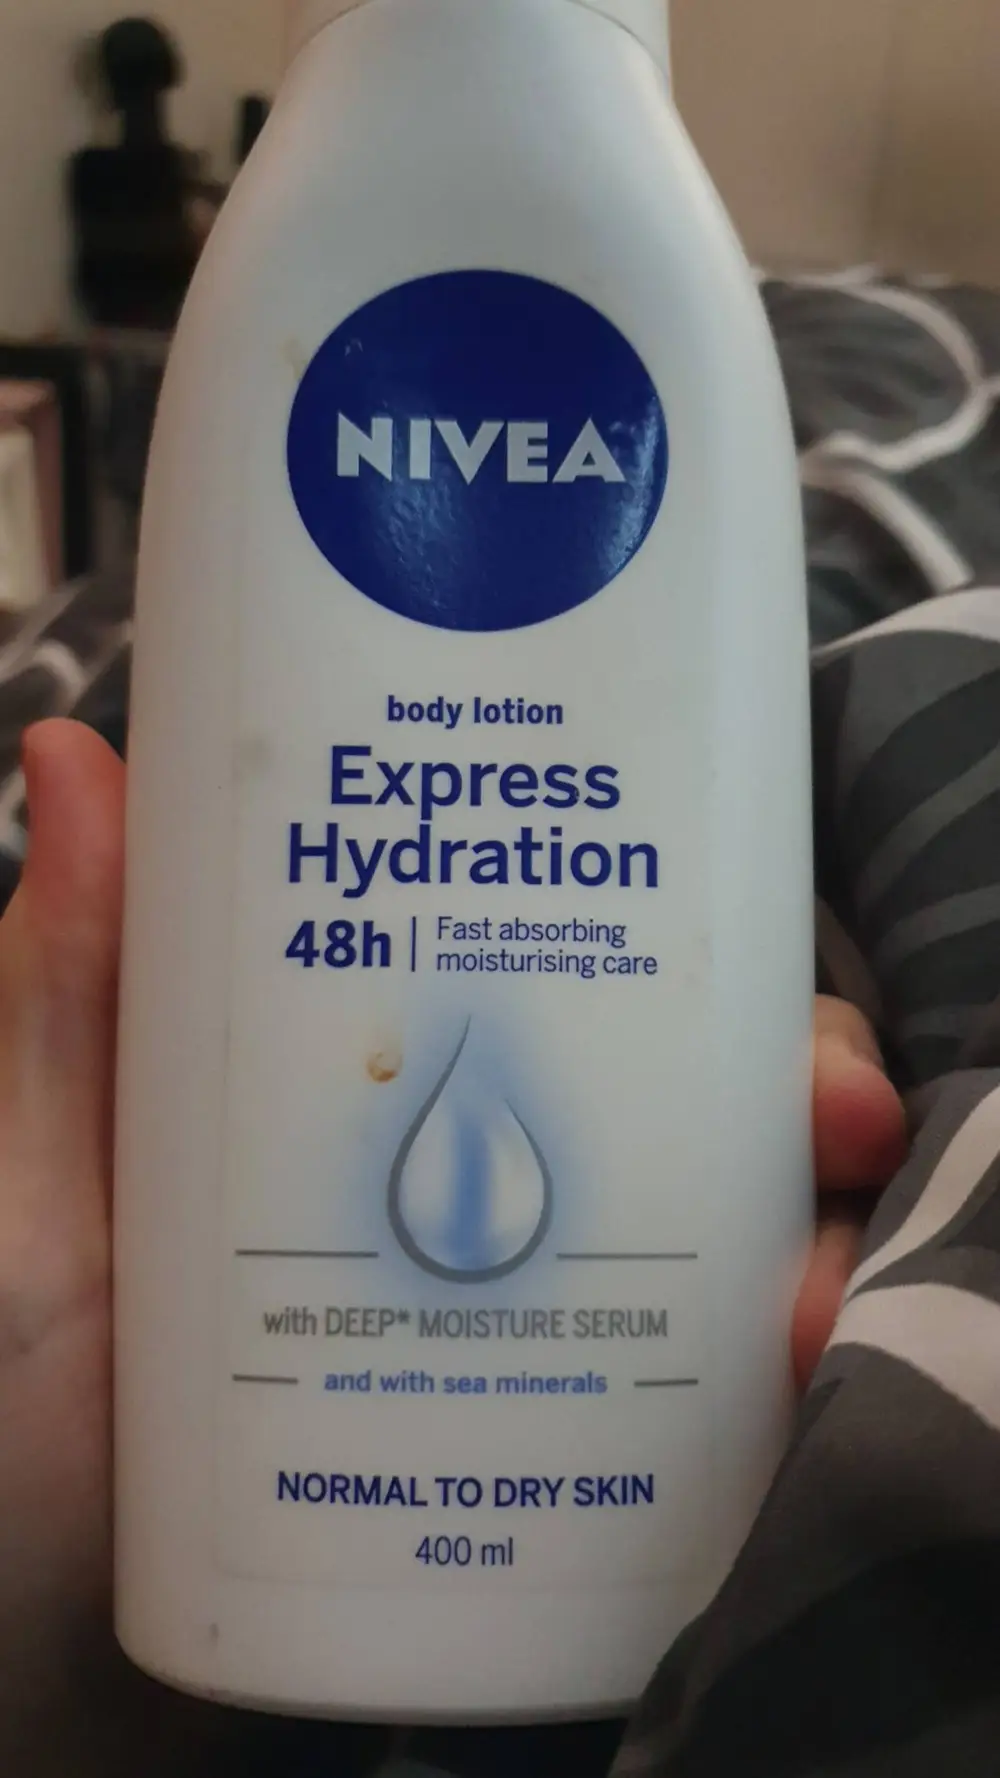 NIVEA
body lotion
Express
Hydration
48h | Fast absorbing
moisturising care
with DEEP* MOISTURE SERUM
and with sea minerals
NORMAL TO DRY SKIN
400 ml